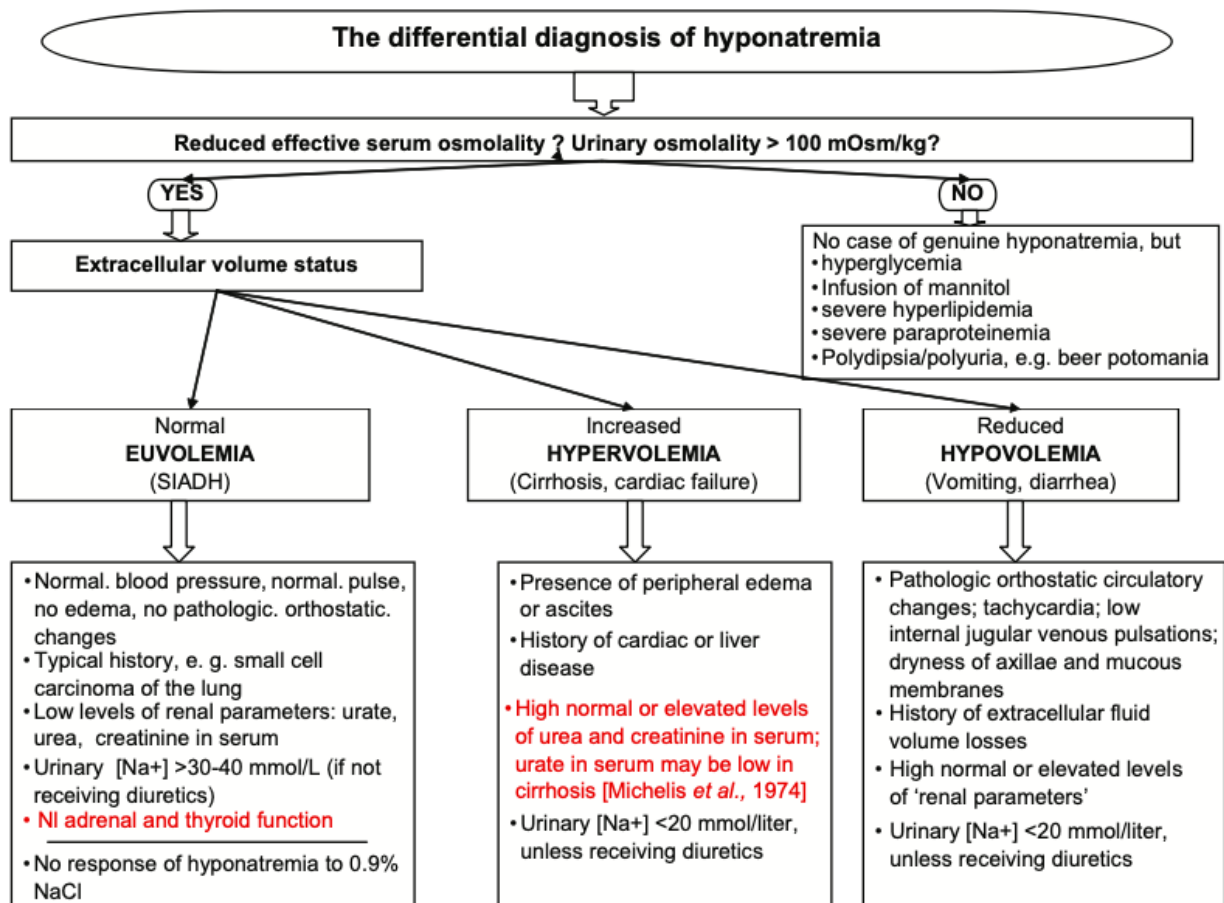 The differential diagnosis of hyponatremia
Reduced effective serum osmolality ? Urinary osmolality > 100 mOsm/kg?
YES
NO
Extracellular volume status
No case of genuine hyponatremia, but
•hyperglycemia
•Infusion of mannitol
•severe hyperlipidemia
•severe paraproteinemia
•Polydipsia/polyuria, e.g. beer potomania
Normal
EUVOLEMIA
(SIADH)
Increased
HYPERVOLEMIA
(Cirrhosis, cardiac failure)
Reduced
HYPOVOLEMIA
(Vomiting, diarrhea)
•Normal. blood pressure, normal. pulse,
no edema, no pathologic. orthostatic.
changes
•Typical history, e. g. small cell
carcinoma of the lung
•Low levels of renal parameters: urate,
urea, creatinine in serum
•Urinary [Na+] >30-40 mmol/L (if not
receiving diuretics)
• Nl adrenal and thyroid function
•No response of hyponatremia to 0.9%
NaCl
•Presence of peripheral edema
or ascites
•History of cardiac or liver
disease
•High normal or elevated levels
of urea and creatinine in serum;
urate in serum may be low in
cirrhosis [Michelis et al., 1974]
•Urinary [Na+] <20 mmol/liter,
unless receiving diuretics
• Pathologic orthostatic circulatory
changes; tachycardia; low
internal jugular venous pulsations;
dryness of axillae and mucous
membranes
•History of extracellular fluid
volume losses
•High normal or elevated levels
of ‘renal parameters’
•Urinary [Na+] <20 mmol/liter,
unless receiving diuretics